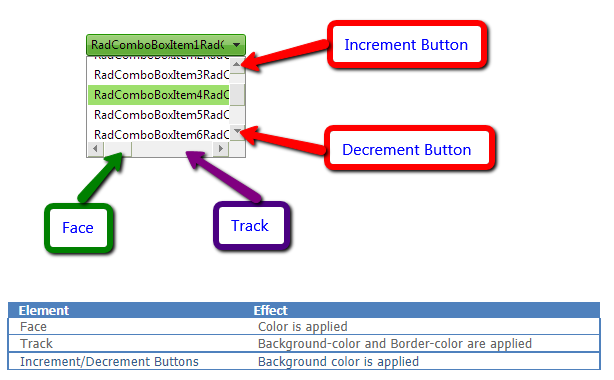 RadComboBoxItem1RadC
Increment Button
RadComboBoxItem2RadC
RadComboBoxItem3RadC
RadComboBoxItem4RadC
RadComboBoxItem5RadC
RadComboBoxItem6RadC
Decrement Button
Face
Track
Element Effect
Face Color is applied
Track Background-color and Border-color are applied
Increment/Decrement Buttons Background color is applied